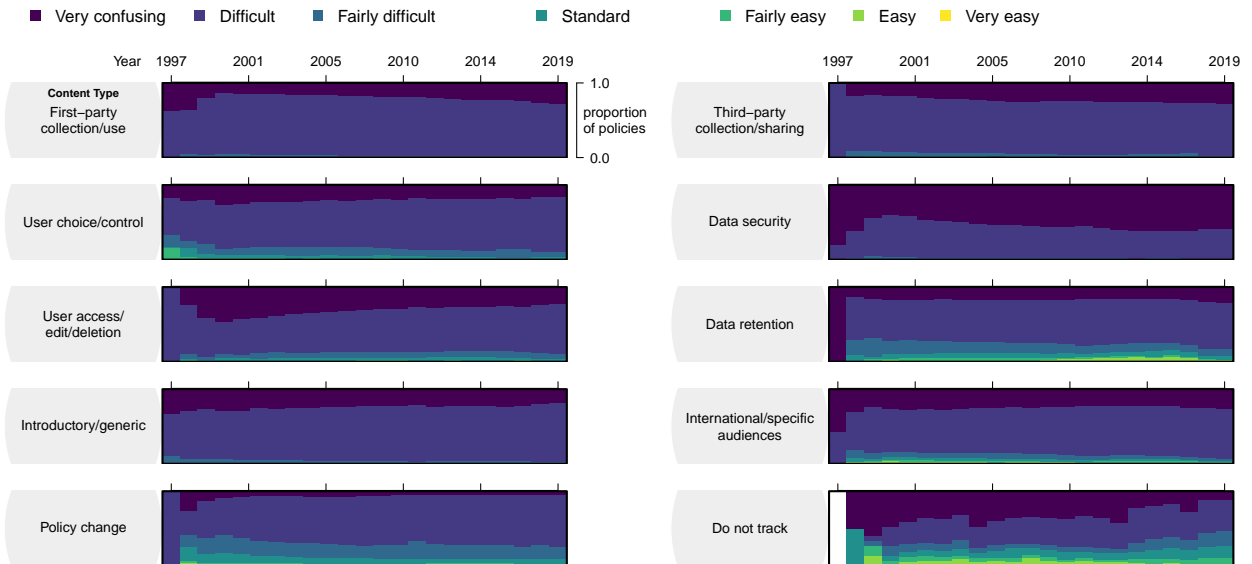 Very confusing Difficult Fairly difficult Standard Fairly easy Easy Very easy
Year 1997 2001 2005 2010 2014 2019
1997 2001 2005 2010 2014 2019
Content Type
First−party
collection/use
1.0
proportion
of policies
0.0
Third−party
collection/sharing
User choice/control
Data security
User access/
edit/deletion
Data retention
Introductory/generic
International/specific
audiences
Policy change
Do not track